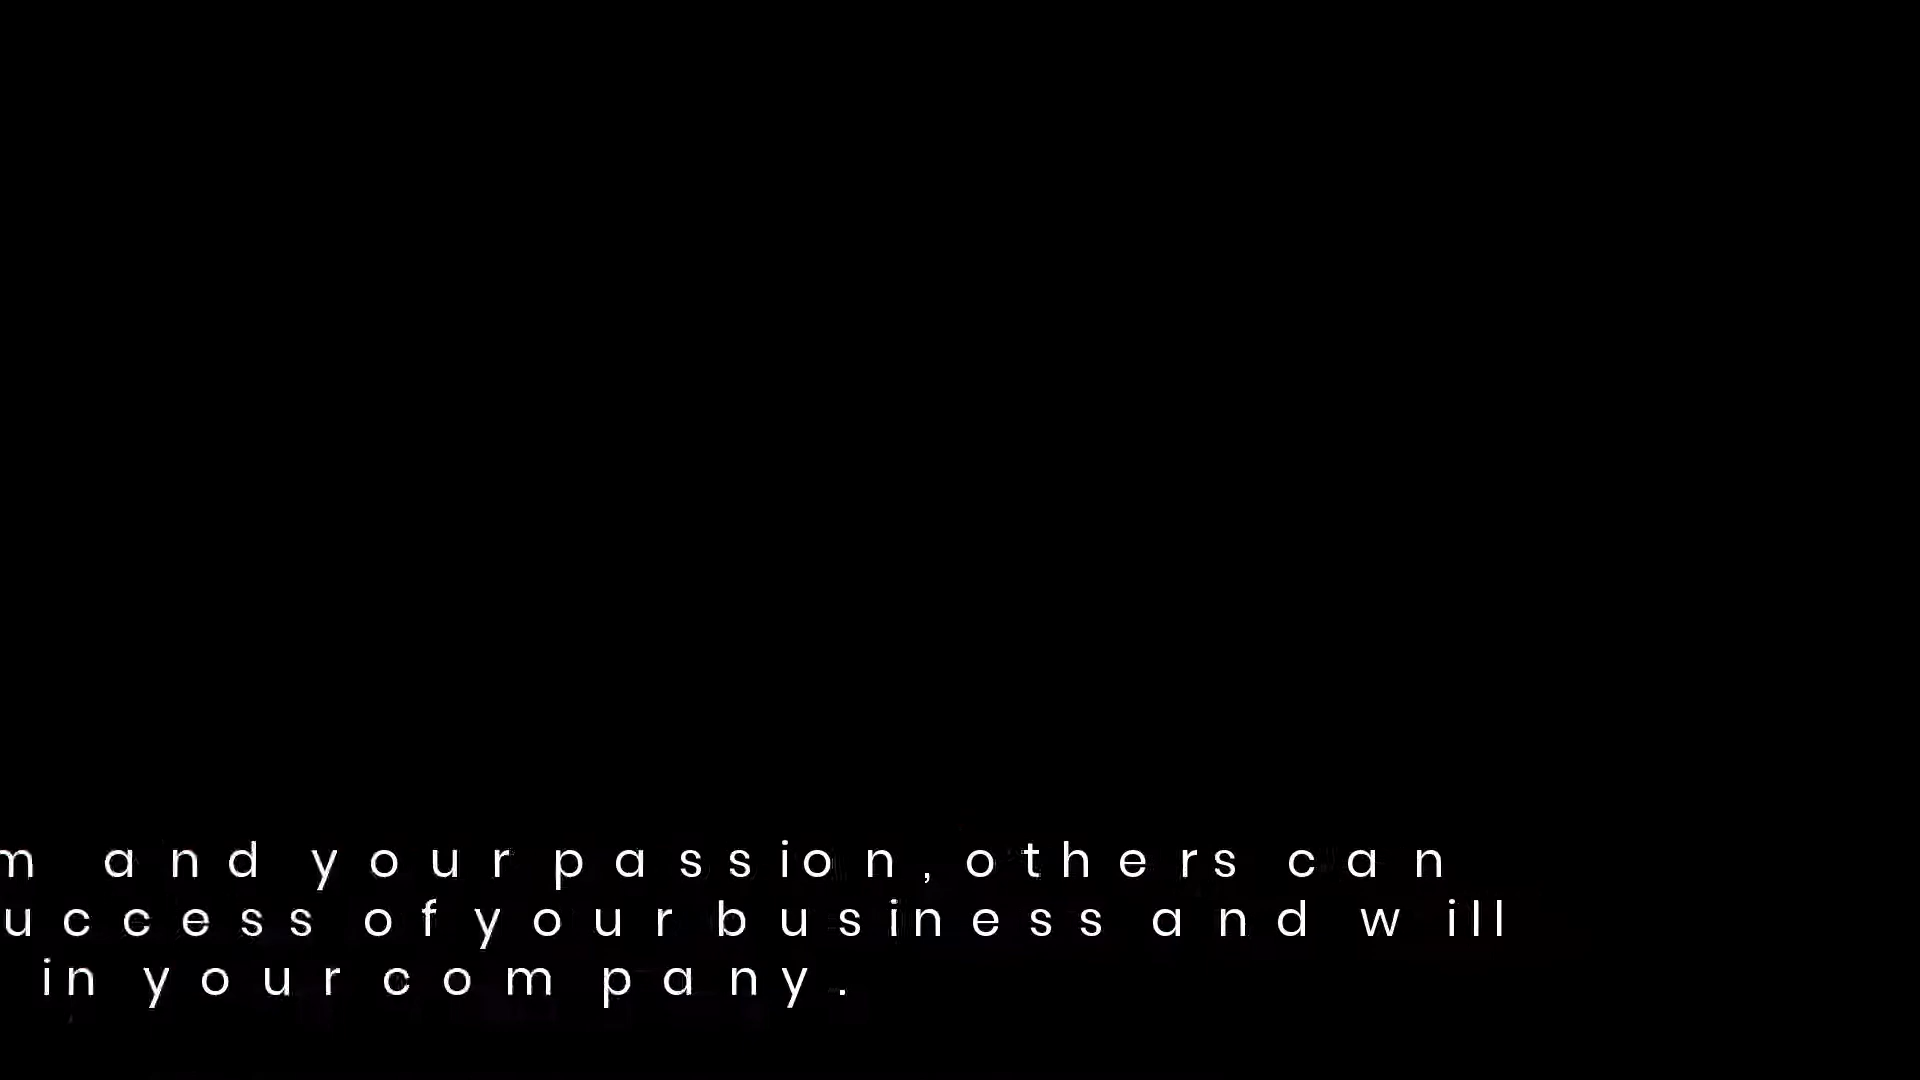 m and your passion, others can
uccess of your business and will
in your company.